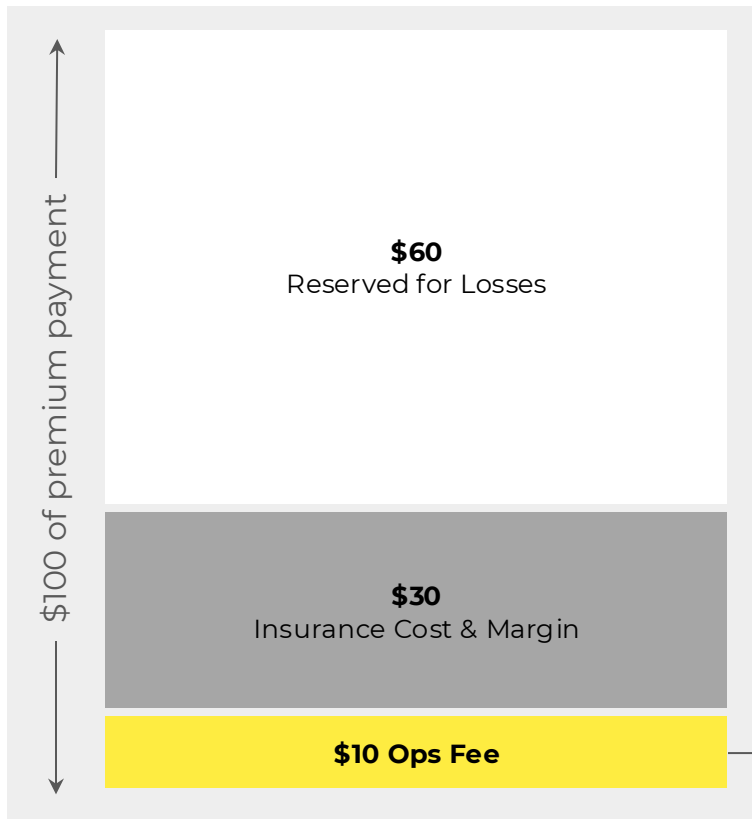 $100 of premium payment
$60
Reserved for Losses
$30
Insurance Cost & Margin
$10 Ops Fee